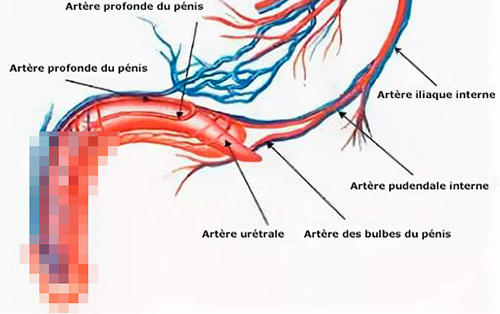 Artère profonde du pénis
Artère profonde du pénis
Artère iliaque interne
Artère pudendale interne
Artère urétrale
Artère des bulbes du pénis